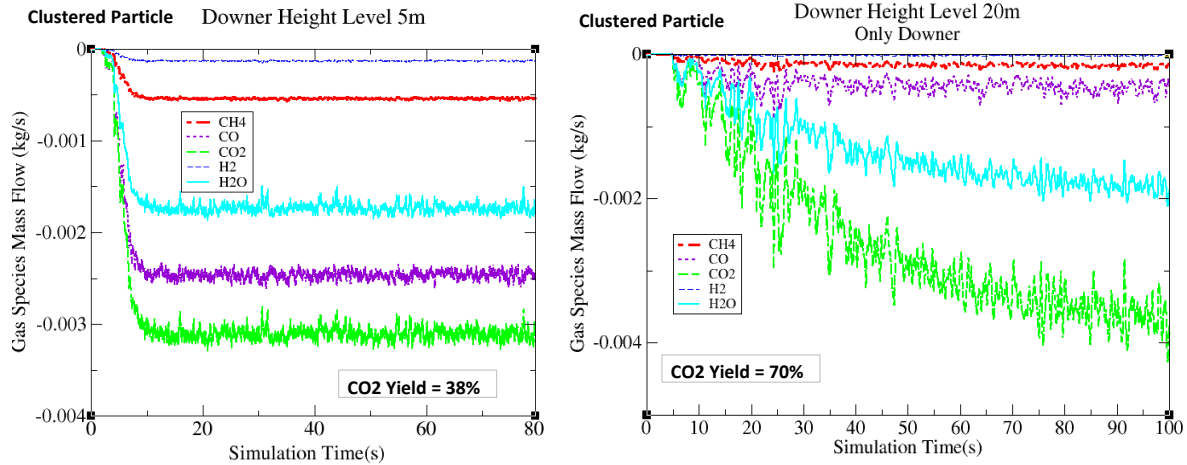 Clustered Particle
Downer Height Level 5m
0
-0.001
-0.002
-0.003
-0.004
Gas Species Mass Flow (kg/s)
CH4
CO
CO2
H2
H2O
CO2 Yield = 38%
0
20
40
60
80
Simulation Time(s)
Clustered Particle
Downer Height Level 20m
Only Downer
0
-0.002
-0.004
Gas Species Mass Flow (kg/s)
CH4
CO
CO2
H2
H2O
CO2 Yield = 70%
0
10
20
30
40
50
60
70
80
90
100
Simulation Time(s)